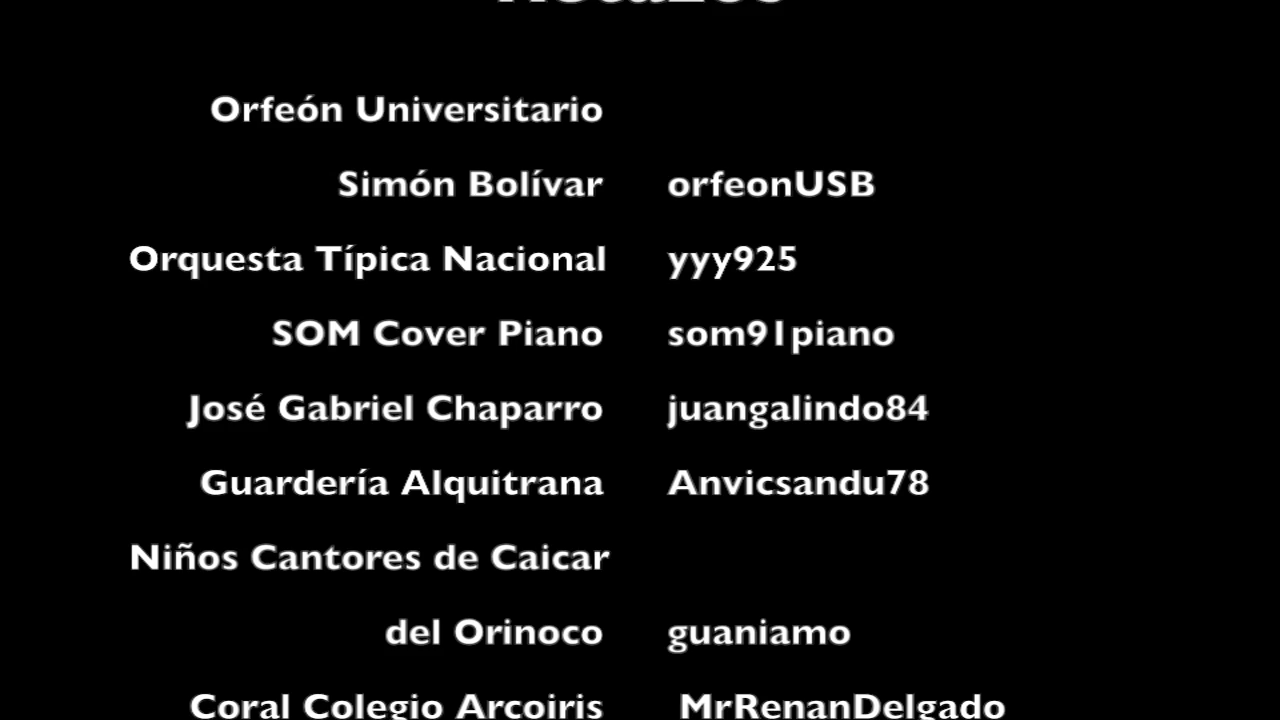 Orfeón Universitario
Simón Bolívar orfeonUSB
Orquesta Típica Nacional yyy925
SOM Cover Piano som91piano
José Gabriel Chaparro juangalindo84
Guardería Alquitrana Anvicsandu78
Niños Cantores de Caicar
del Orinoco guaniamo
Coral Colegio Arcoiris MrRenanDelgado